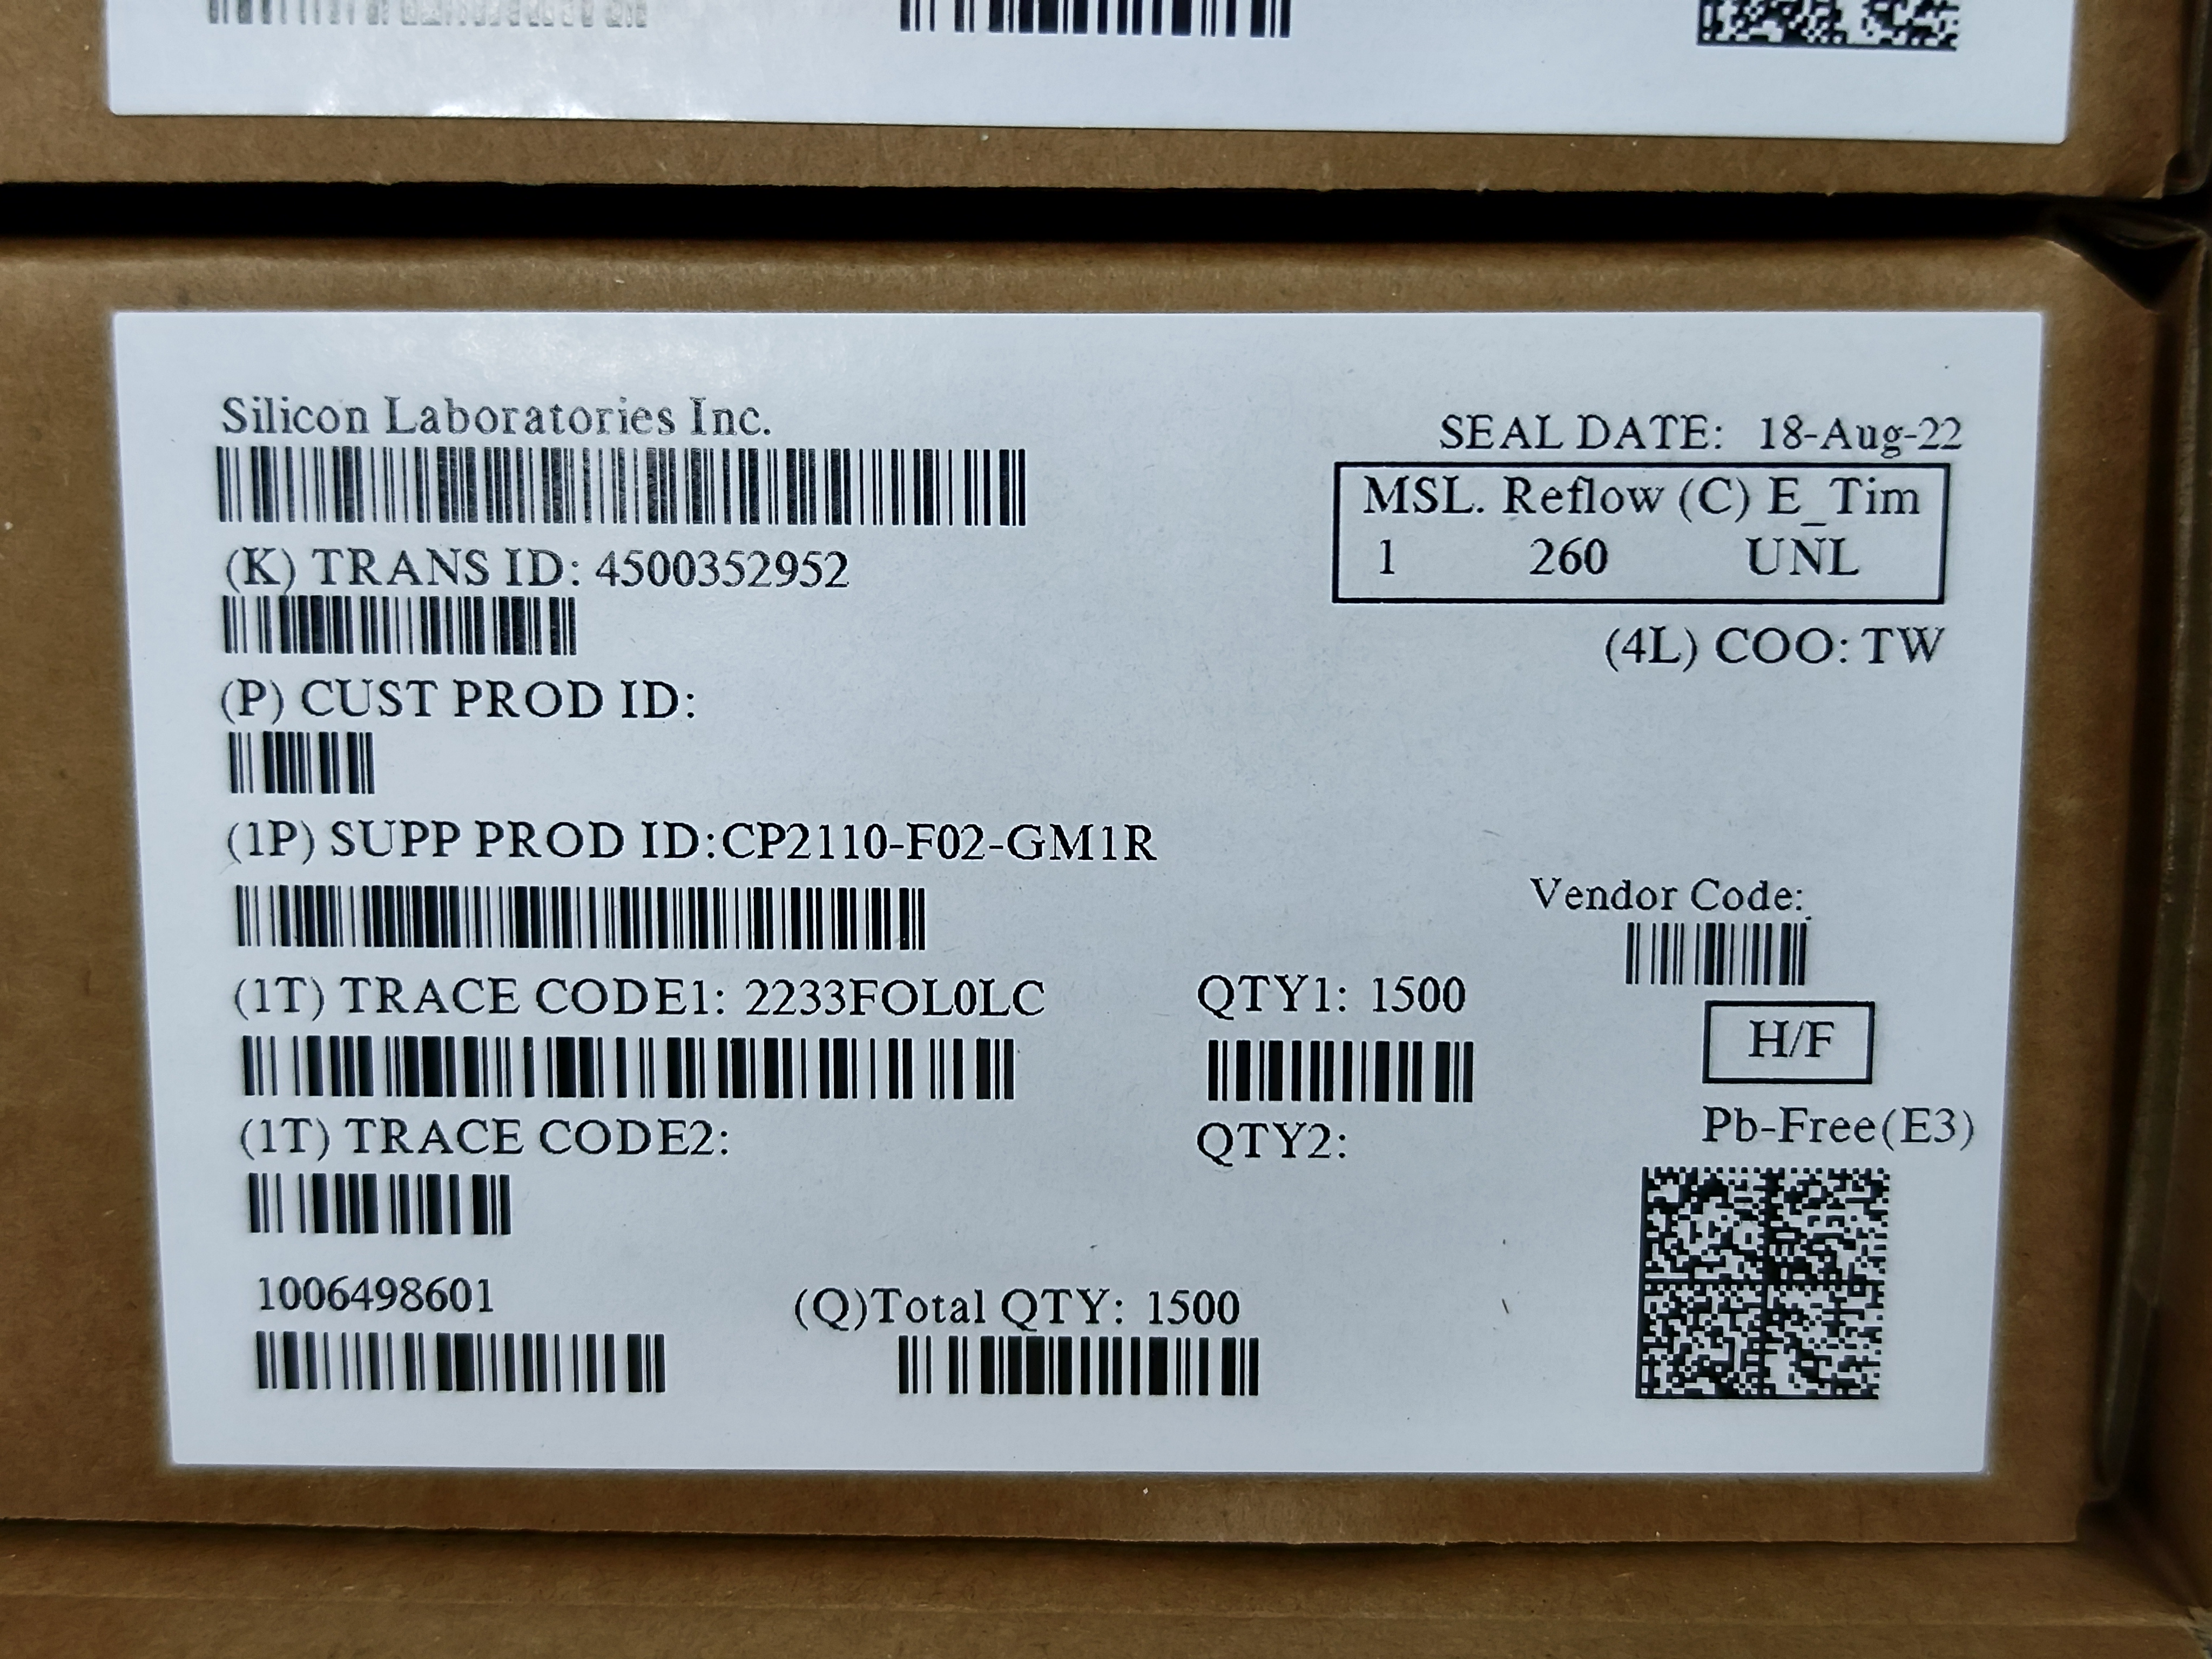 Silicon Laboratories Inc.
SEAL DATE: 18-Aug-22
MSL. Reflow (C) E_Tim
1 260 UNL
(K) TRANS ID: 4500352952
(4L) COO: TW
(P) CUST PROD ID:
(1P) SUPP PROD ID:CP2110-F02-GM1R
Vendor Code:
(1T) TRACE CODE1: 2233FOL0LC
QTY1: 1500
H/F
(1T) TRACE CODE2:
QTY2:
Pb-Free(E3)
1006498601
(Q)Total QTY: 1500